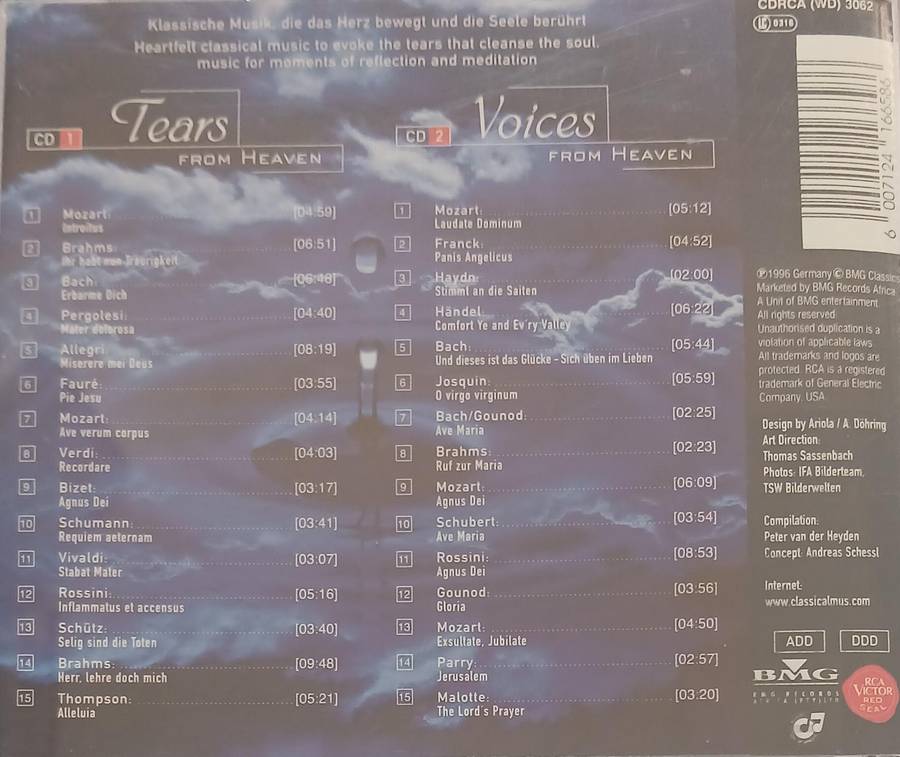 Klassische Musik, die das Herz bewegt und die Seele berührt
Heartfelt classical music to evoke the tears that cleanse the soul,
music for moments of reflection and meditation
CD 1
Tears
FROM HEAVEN
1 Mozart: [04:59]
Introitus
2 Brahms: [06:51]
Ihr habt nun Traurigkeit
3 Bach: [06:48]
Erbarme Dich
4 Pergolesi: [04:40]
Mater dolorosa
5 Allegri: [08:19]
Miserere mei Deus
6 Fauré: [03:55]
Pie Jesu
7 Mozart: [04:14]
Ave verum corpus
8 Verdi: [04:03]
Recordare
9 Bizet: [03:17]
Agnus Dei
10 Schumann: [03:41]
Requiem aeternam
11 Vivaldi: [03:07]
Stabat Mater
12 Rossini: [05:16]
Inflammatus et accensus
13 Schütz: [03:40]
Selig sind die Toten
14 Brahms: [09:48]
Herr, lehre doch mich
15 Thompson: [05:21]
Alleluia
CD 2
Voices
FROM HEAVEN
1 Mozart: [05:12]
Laudate Dominum
2 Franck: [04:52]
Panis Angelicus
3 Haydn: [02:00]
Stimmt an die Saiten
4 Händel: [06:22]
Comfort Ye and Ev'ry Valley
5 Bach: [05:44]
Und dieses ist das Glücke - Sich üben im Lieben
6 Josquin: [05:59]
O virgo virginum
7 Bach/Gounod: [02:25]
Ave Maria
8 Brahms: [02:23]
Ruf zur Maria
9 Mozart: [06:09]
Agnus Dei
10 Schubert: [03:54]
Ave Maria
11 Rossini: [08:53]
Agnus Dei
12 Gounod: [03:56]
Gloria
13 Mozart: [04:50]
Exsultate, Jubilate
14 Parry: [02:57]
Jerusalem
15 Malotte: [03:20]
The Lord's Prayer
CDRCA (WD) 3062
LC 0316
6 007124 166586
℗1996 Germany © BMG Classics
Marketed by BMG Records Africa
A Unit of BMG entertainment
All rights reserved
Unauthorised duplication is a
violation of applicable laws
All trademarks and logos are
protected. RCA is a registered
trademark of General Electric
Company, USA
Design by Ariola / A. Döhring
Art Direction:
Thomas Sassenbach
Photos: IFA Bilderteam,
TSW Bilderwelten
Compilation:
Peter van der Heyden
Concept: Andreas Schessl
Internet:
www.classicalmus.com
ADD DDD
BMG
BMG RECORDS
AFRICA (PTY) LTD
RCA
VICTOR
RED
SEAL